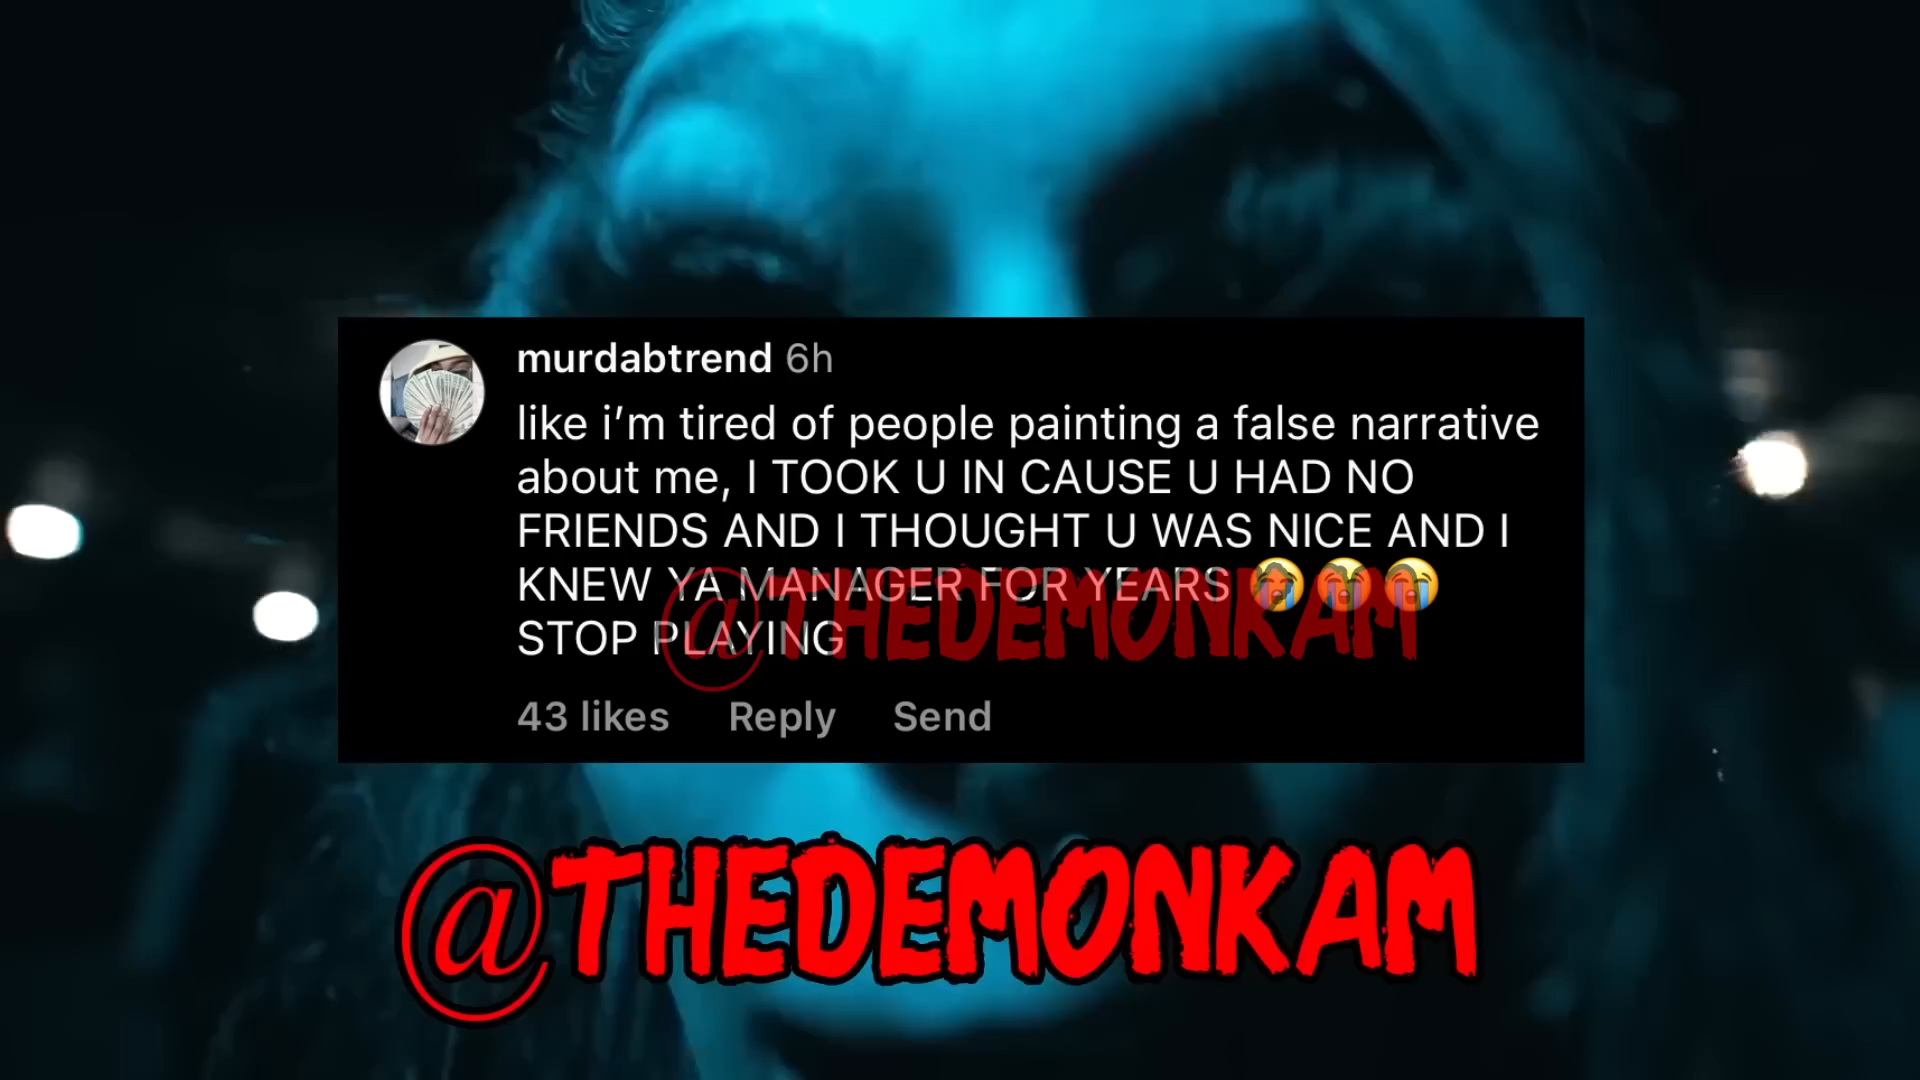 murdabtrend 6h
like i’m tired of people painting a false narrative
about me, I TOOK U IN CAUSE U HAD NO
FRIENDS AND I THOUGHT U WAS NICE AND I
KNEW YA MANAGER FOR YEARS 😭😭😭
STOP PLAYING
@THEDEMONKAM
43 likes Reply Send
@THEDEMONKAM